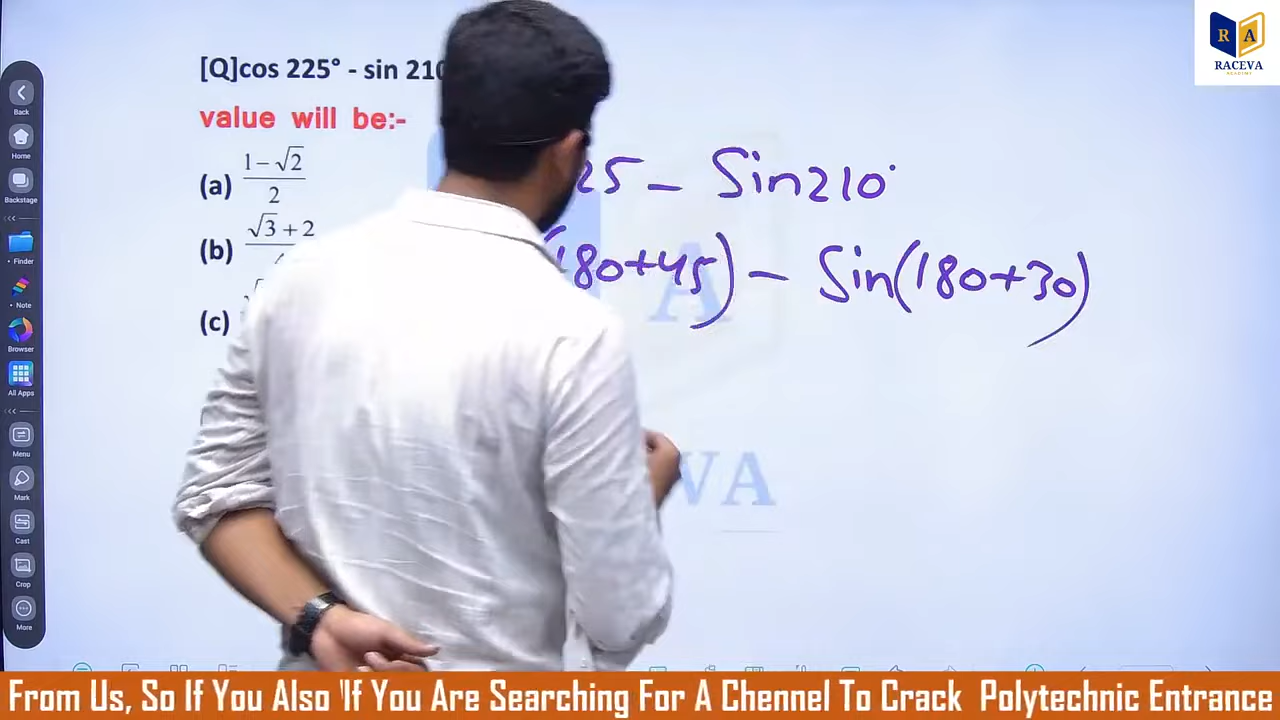 [Q]cos 225° - sin 210
value will be:-
(a) 1-√2/2
(b) √3+2
(c)
25 - Sin210°
(180+45) - Sin(180+30)
A
VA
R A
RACEVA
ACADEMY
Back
Home
Backstage
Finder
Note
Browser
All Apps
Menu
Mark
Cast
Crop
More
From Us, So If You Also 'If You Are Searching For A Chennel To Crack Polytechnic Entrance